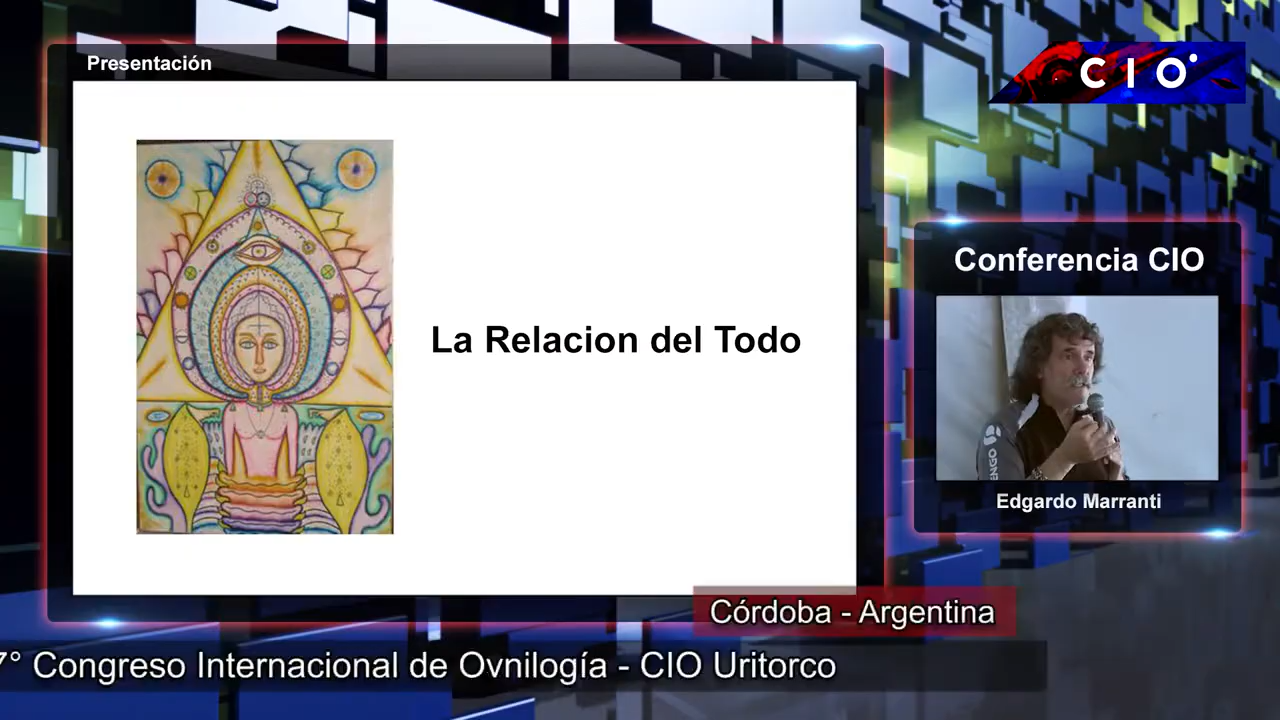 Presentación
CIO
La Relacion del Todo
Conferencia CIO
ENGO
Edgardo Marranti
Córdoba - Argentina
7° Congreso Internacional de Ovnilogía - CIO Uritorco